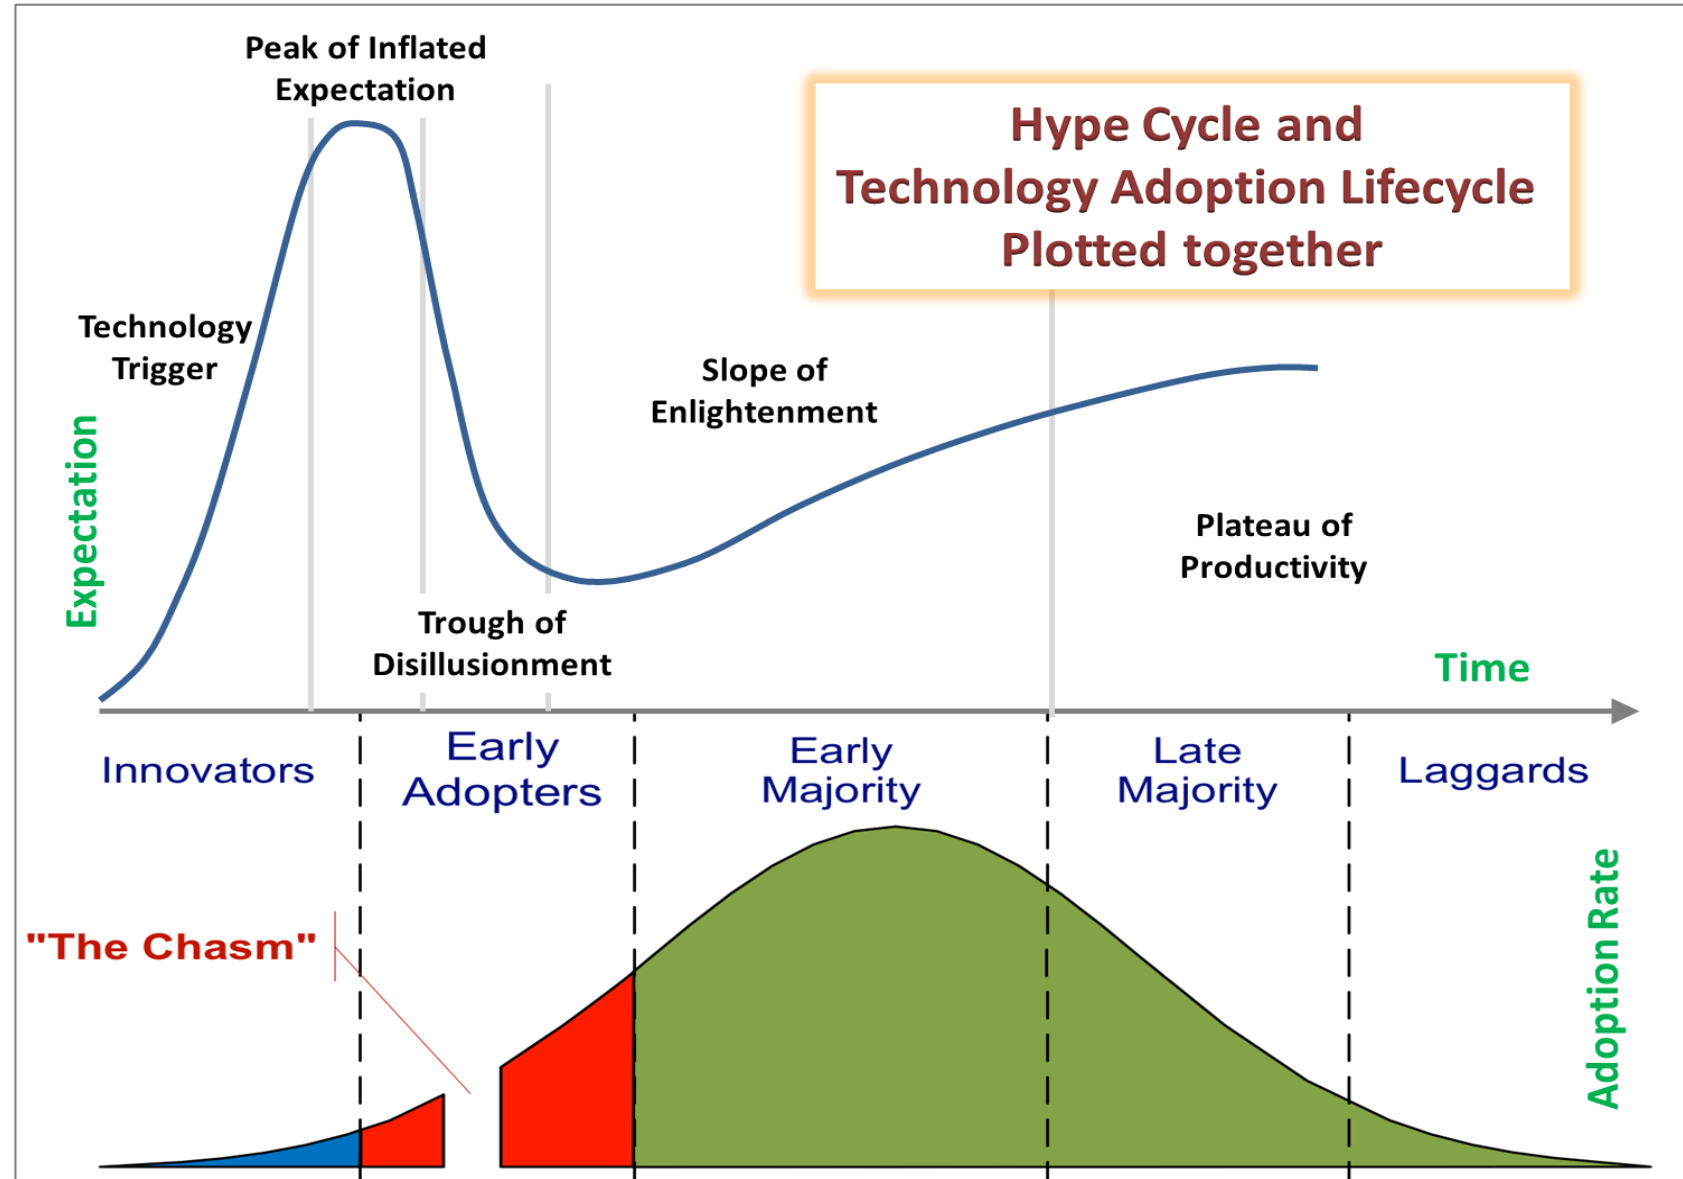 Peak of Inflated
Expectation
Hype Cycle and
Technology Adoption Lifecycle
Plotted together
Technology
Trigger
Slope of
Enlightenment
Expectation
Plateau of
Productivity
Trough of
Disillusionment
Time
Innovators
Early
Adopters
Early
Majority
Late
Majority
Laggards
"The Chasm"
Adoption Rate